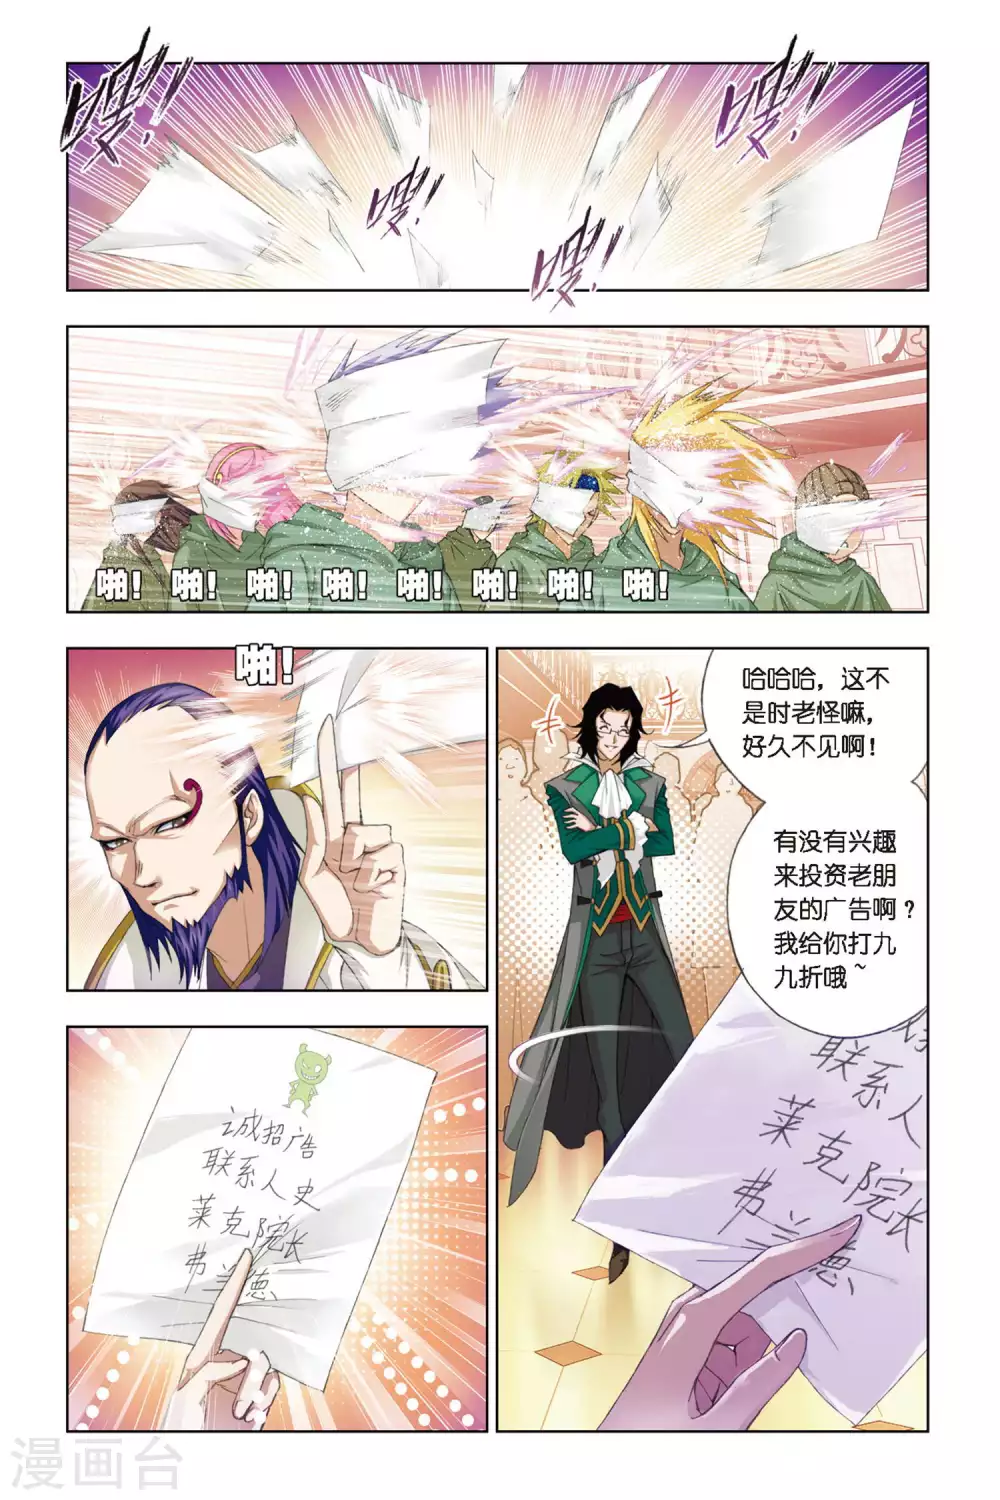 嗖！
嗖！
嗖！
嗖！
啪！ 啪！ 啪！ 啪！ 啪！ 啪！ 啪！ 啪！
啪！
哈哈哈，这不
是时老怪嘛，
好久不见啊！
有没有兴趣
来投资老朋
友的广告啊？
我给你打九
九折哦~
诚招广告
联系人史
莱克院长
弗兰德
联系人
莱克院长
弗兰德
漫画台